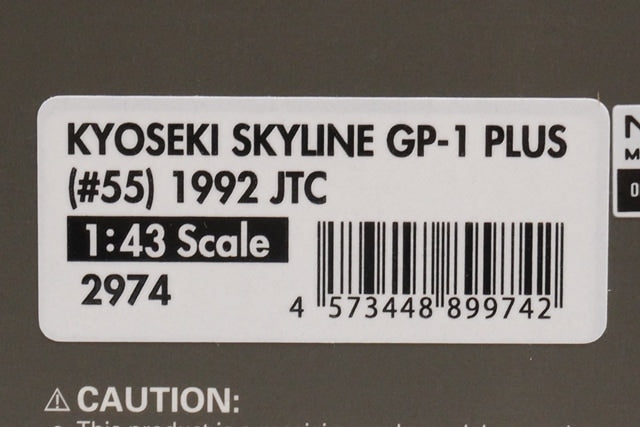 KYOSEKI SKYLINE GP-1 PLUS
(#55) 1992 JTC
1:43 Scale
2974
4 573448 899742
⚠ CAUTION: